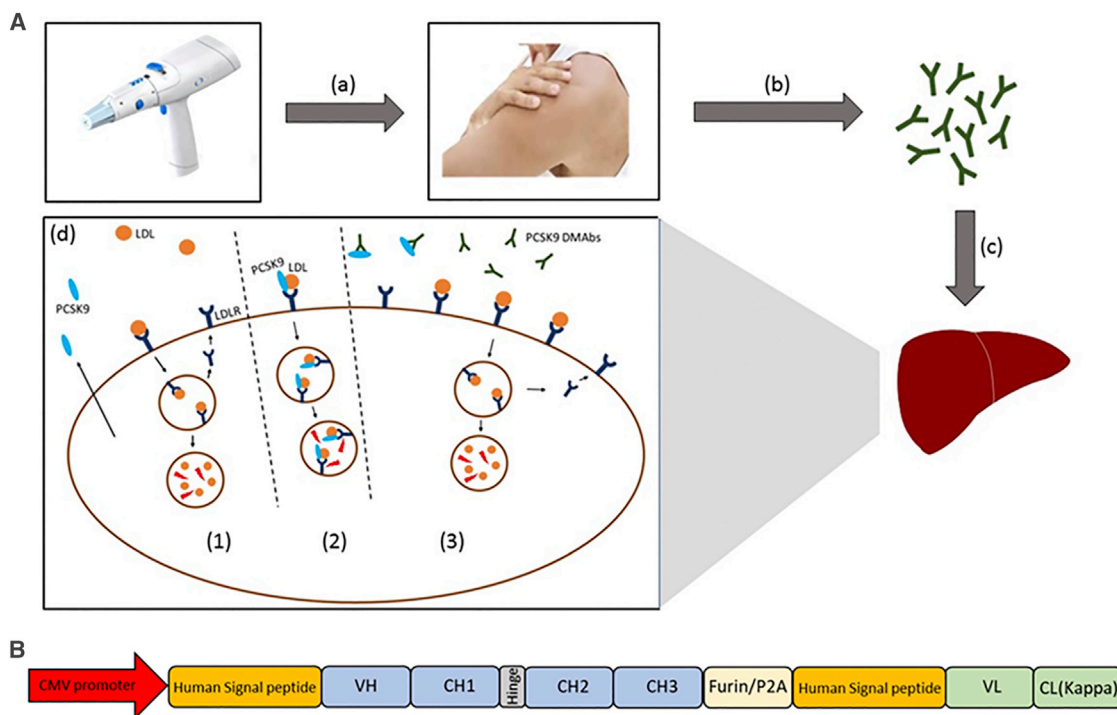 A
(a)
(b)
(c)
(d)
LDL
PCSK9
LDLR
PCSK9
LDL
PCSK9 DMAbs
(1)
(2)
(3)
B
CMV promoter
Human Signal peptide
VH
CH1
Hinge
CH2
CH3
Furin/P2A
Human Signal peptide
VL
CL(Kappa)